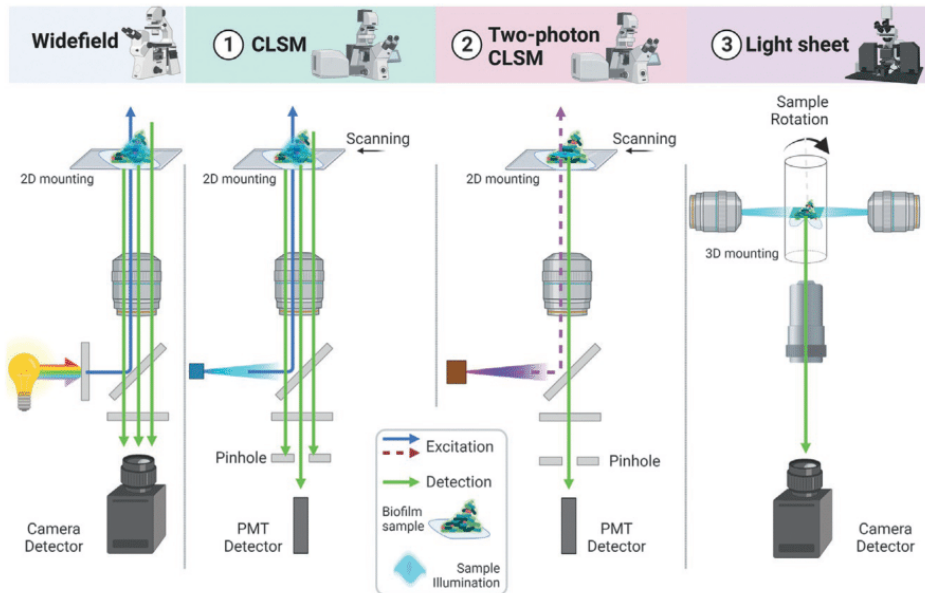 Widefield
1 CLSM
2 Two-photon
CLSM
3 Light sheet
2D mounting
2D mounting
Scanning
2D mounting
Scanning
Sample
Rotation
3D mounting
Pinhole
Pinhole
Camera
Detector
PMT
Detector
Excitation
Detection
Biofilm
sample
Sample
Illumination
PMT
Detector
Camera
Detector